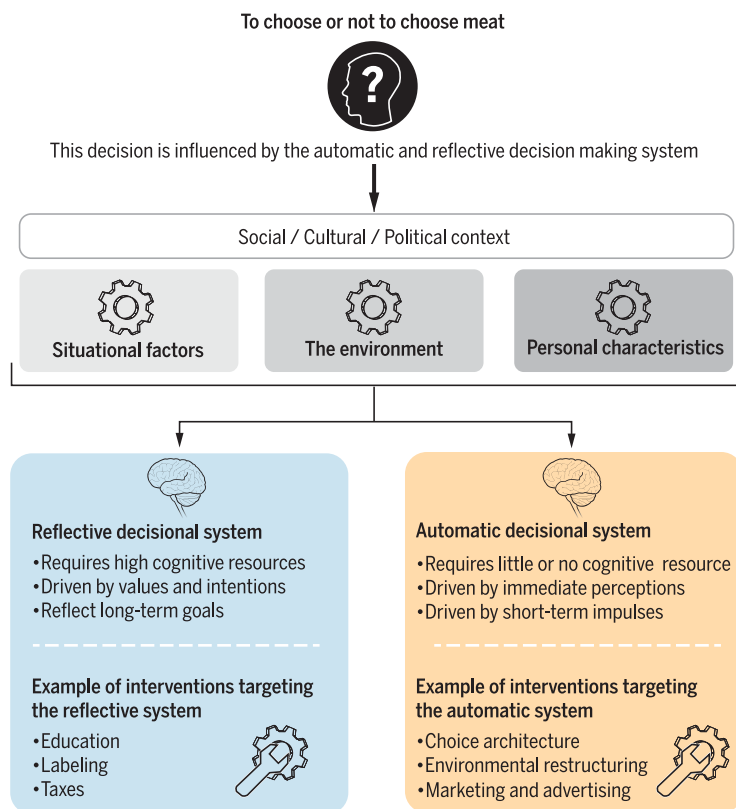 To choose or not to choose meat
?
This decision is influenced by the automatic and reflective decision making system
Social / Cultural / Political context
Situational factors
The environment
Personal characteristics
Reflective decisional system
•Requires high cognitive resources
•Driven by values and intentions
•Reflect long-term goals
Example of interventions targeting
the reflective system
•Education
•Labeling
•Taxes
Automatic decisional system
•Requires little or no cognitive resource
•Driven by immediate perceptions
•Driven by short-term impulses
Example of interventions targeting
the automatic system
•Choice architecture
•Environmental restructuring
•Marketing and advertising